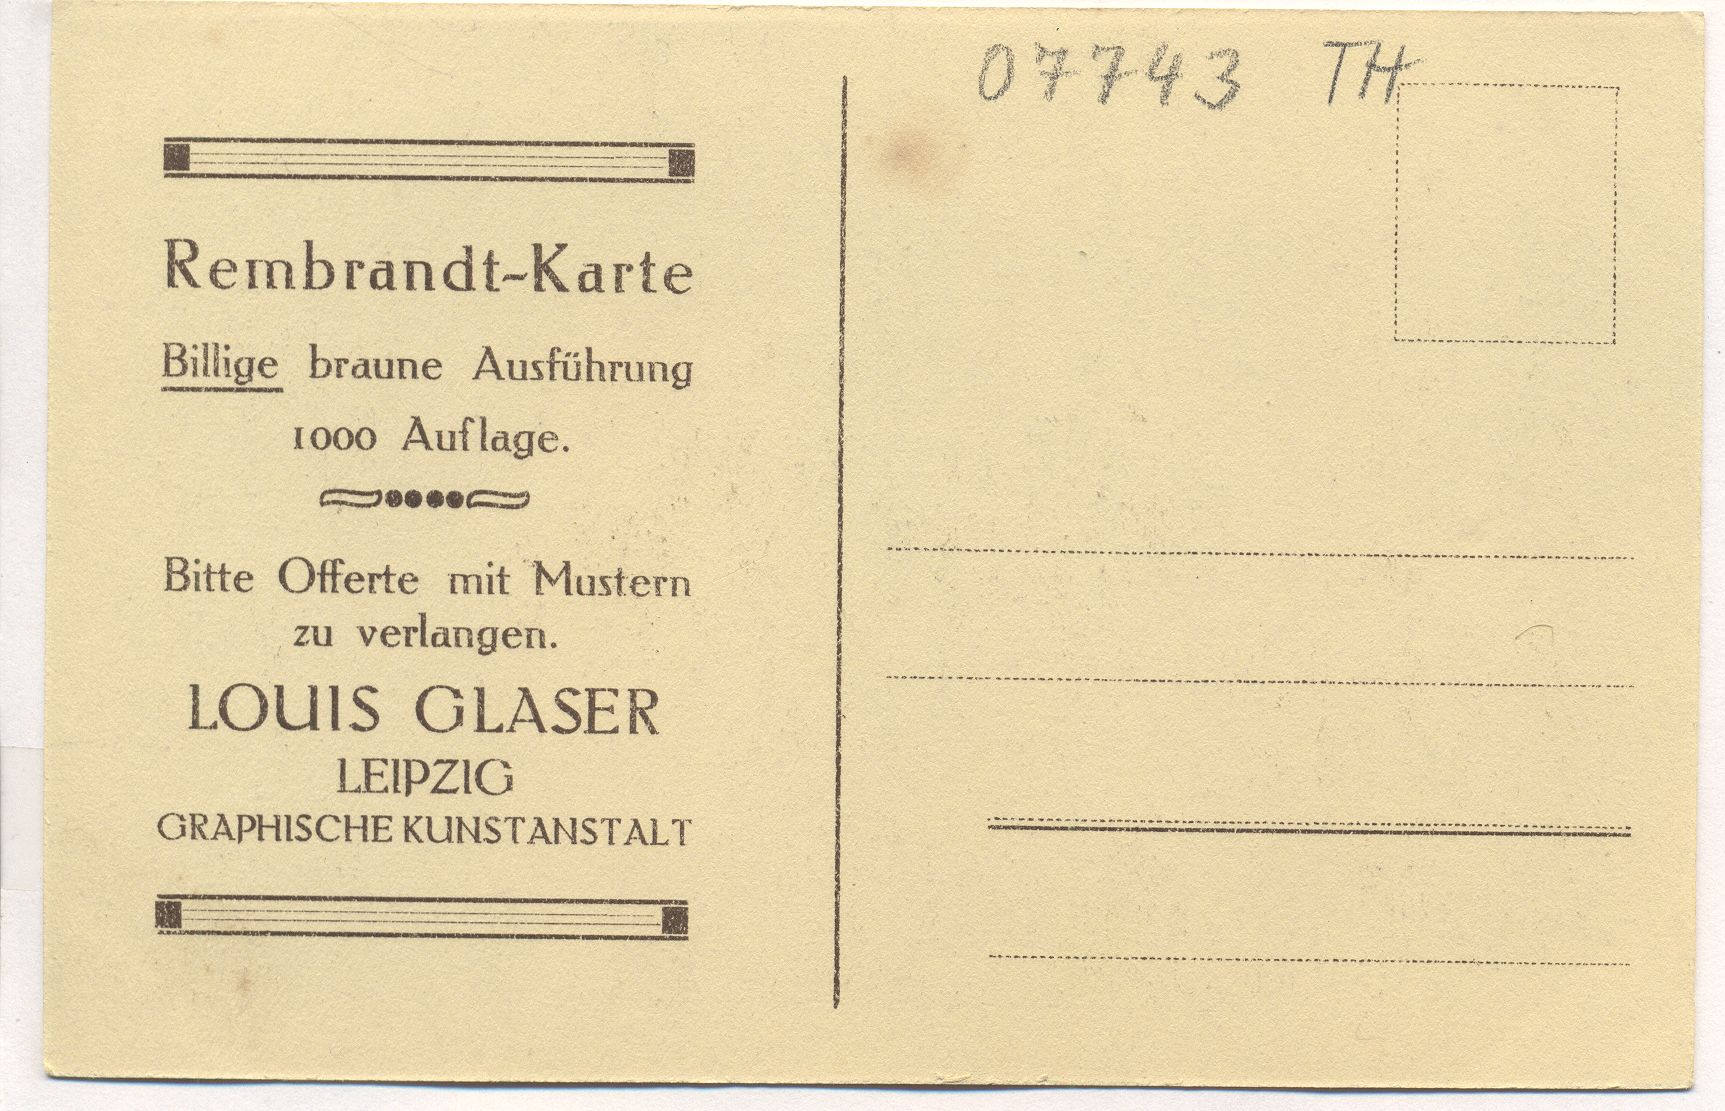 07743 TH
Rembrandt-Karte
Billige braune Ausführung
1000 Auflage.
Bitte Offerte mit Mustern
zu verlangen.
LOUIS GLASER
LEIPZIG
GRAPHISCHE KUNSTANSTALT